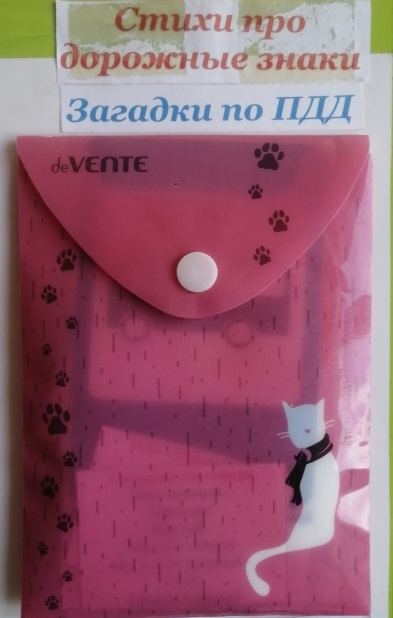 Стихи про
дорожные знаки
Загадки по ПДД
deVENTE